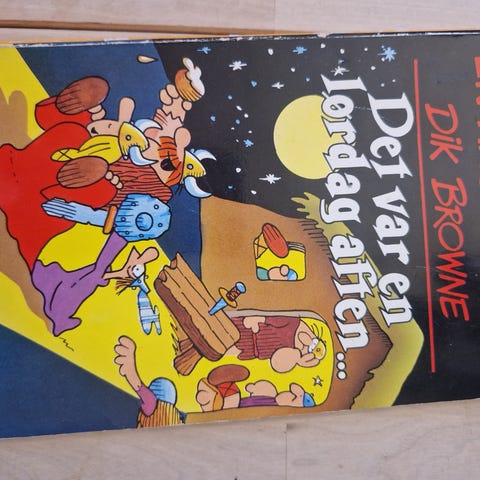 DIK BROWNE
Det var en
lørdag aften...